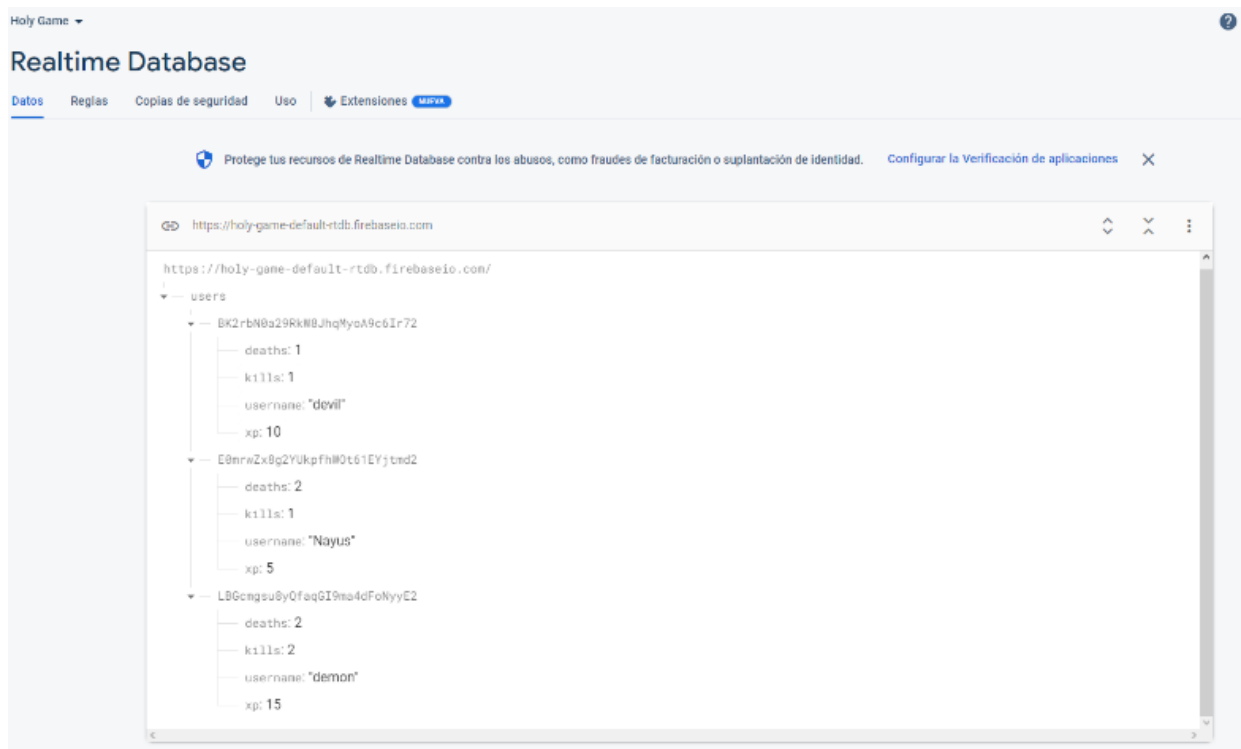 Holy Game
Realtime Database
Datos Reglas Copias de seguridad Uso Extensiones NUEVA
Protege tus recursos de Realtime Database contra los abusos, como fraudes de facturación o suplantación de identidad. Configurar la Verificación de aplicaciones
https://holy-game-default-rtdb.firebaseio.com
https://holy-game-default-rtdb.firebaseio.com/
users
BK2rbN0a29RkW8JhqMyoA9c6Ir72
deaths: 1
kills: 1
username: "devil"
xp: 10
E0mrwZx8g2YUkpfhWOt61EYjtmd2
deaths: 2
kills: 1
username: "Nayus"
xp: 5
LBGcmgsu8yQfaqGI9ma4dFoNyyE2
deaths: 2
kills: 2
username: "demon"
xp: 15